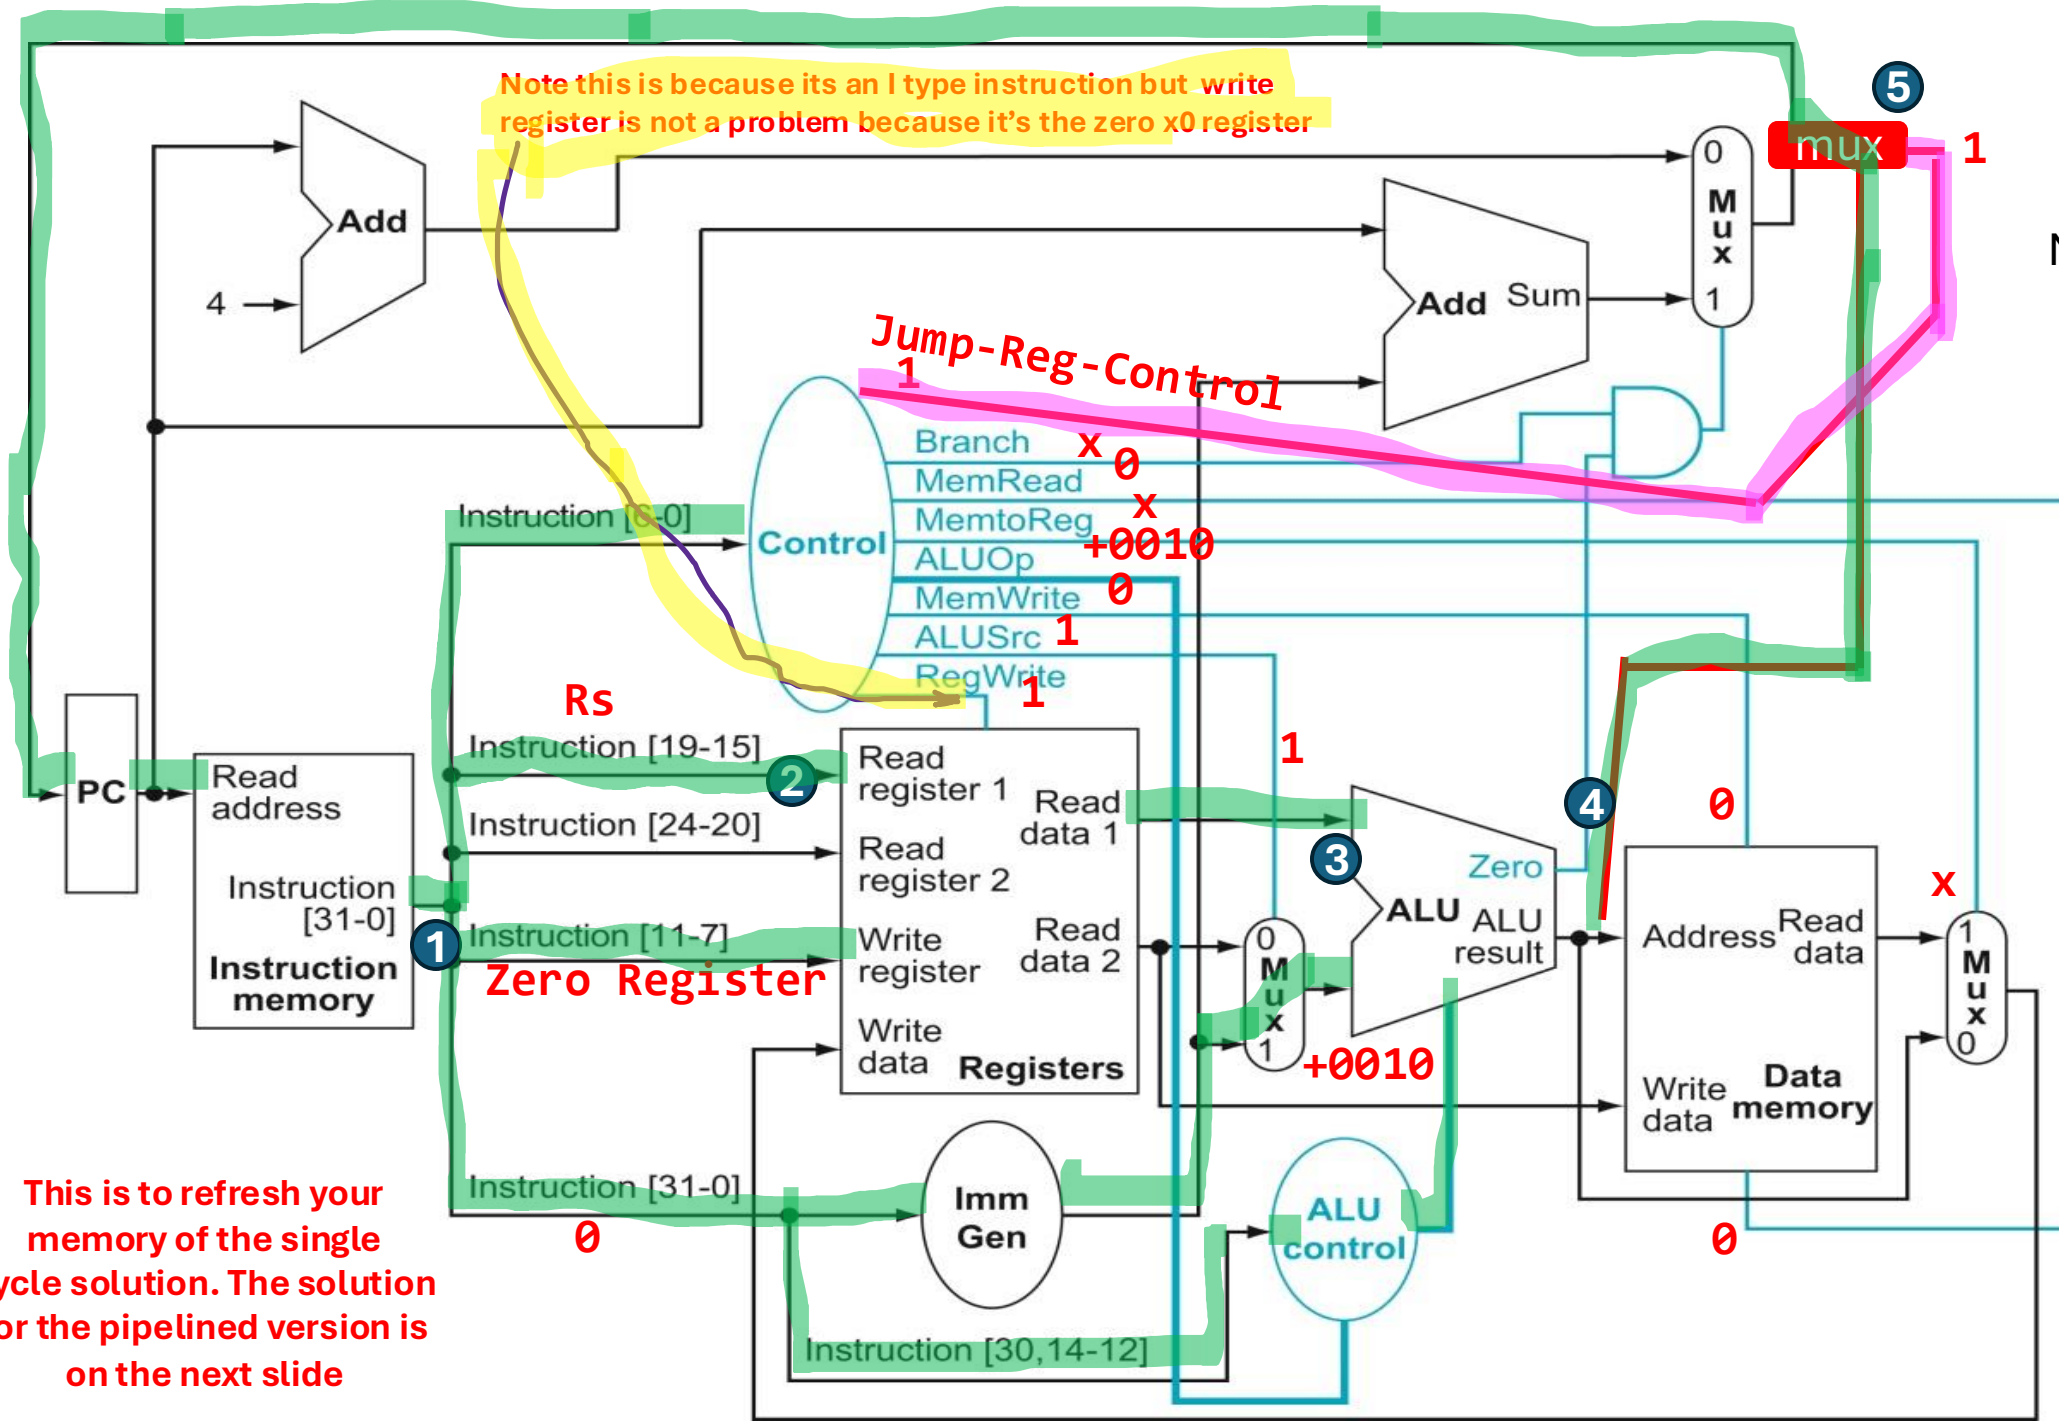 Note this is because its an I type instruction but write
register is not a problem because it's the zero x0 register
5
mux
1
0
M
u
x
1
Add
4
Add Sum
Jump-Reg-Control
1
Branch
x
0
MemRead
x
MemtoReg
+0010
ALUOp
0
MemWrite
1
ALUSrc
RegWrite
1
Control
Instruction [6-0]
Rs
Instruction [19-15]
2
Instruction [24-20]
Instruction [11-7]
Zero Register
PC
Read
address
Instruction
[31-0]
Instruction
memory
1
Read
register 1
Read
data 1
Read
register 2
Write
register
Read
data 2
Write
data
Registers
1
3
4
0
M
u
x
1
Zero
ALU
ALU
result
+0010
0
x
Address
Read
data
Write
data
Data
memory
1
M
u
x
0
0
Instruction [31-0]
0
Imm
Gen
ALU
control
Instruction [30,14-12]
This is to refresh your
memory of the single
ycle solution. The solution
or the pipelined version is
on the next slide